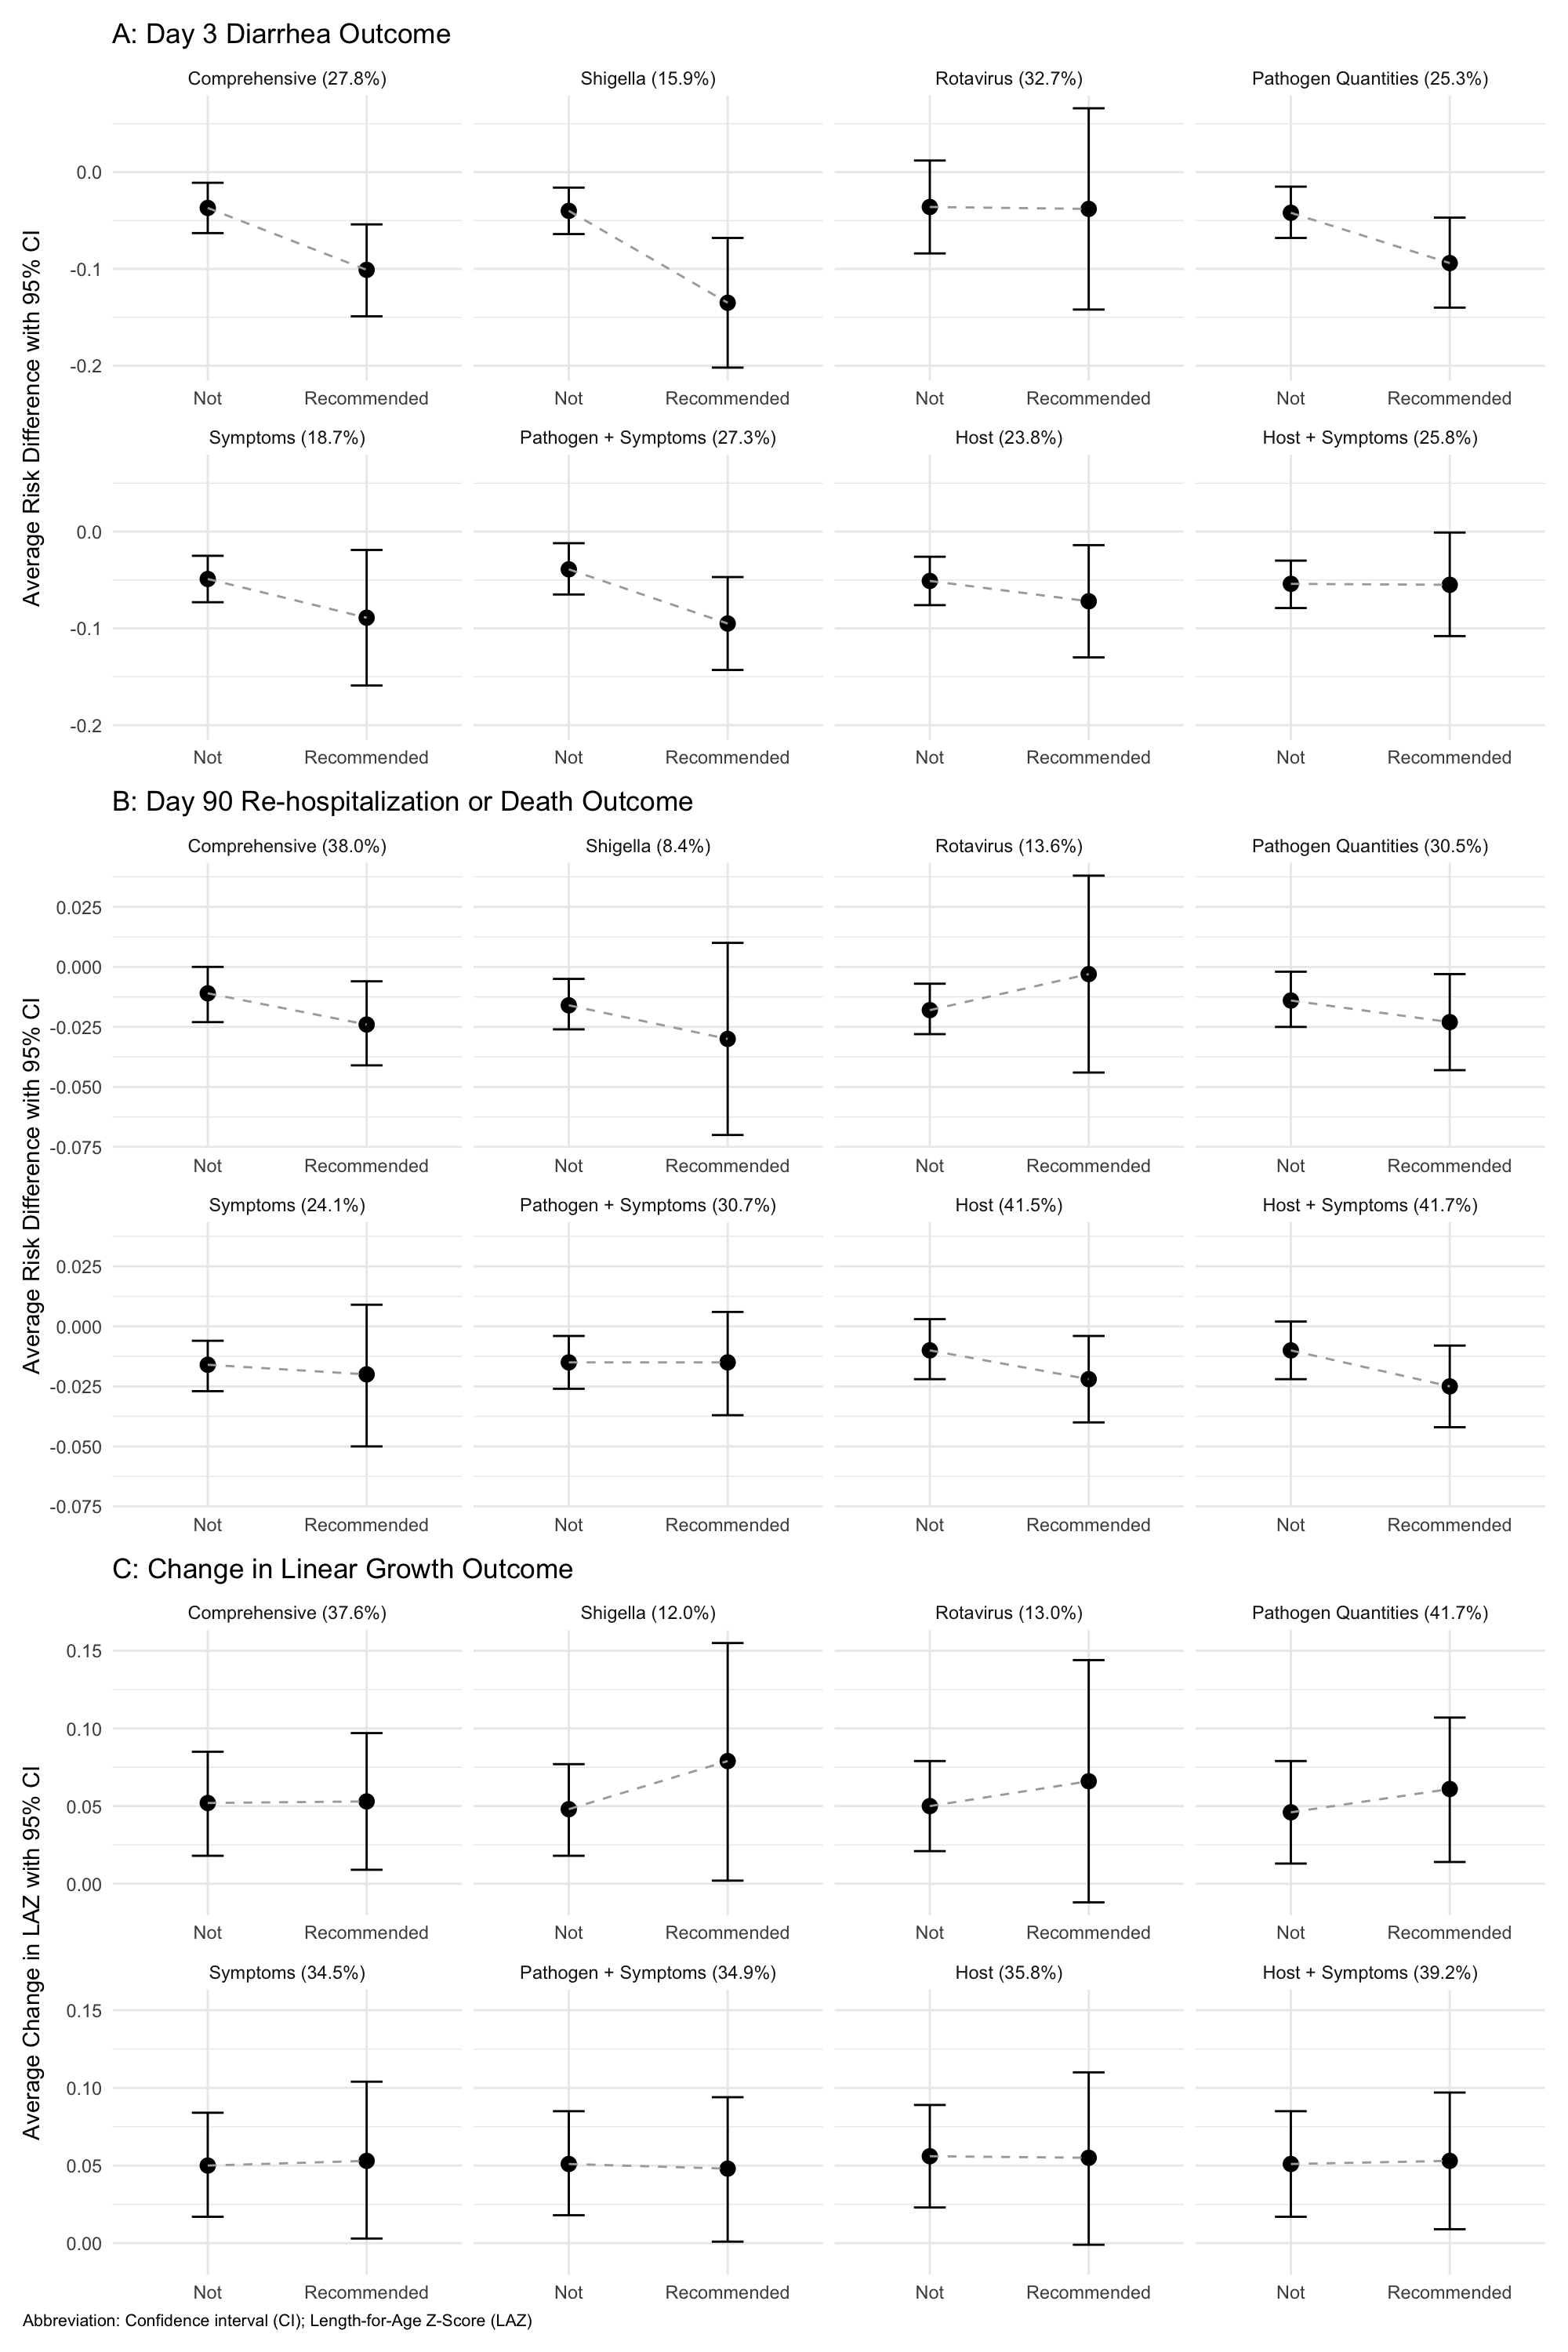 A: Day 3 Diarrhea Outcome
Comprehensive (27.8%) Shigella (15.9%) Rotavirus (32.7%) Pathogen Quantities (25.3%)
Average Risk Difference with 95% CI
0.0
-0.1
-0.2
Not Recommended Not Recommended Not Recommended Not Recommended
Symptoms (18.7%) Pathogen + Symptoms (27.3%) Host (23.8%) Host + Symptoms (25.8%)
0.0
-0.1
-0.2
Not Recommended Not Recommended Not Recommended Not Recommended
B: Day 90 Re-hospitalization or Death Outcome
Comprehensive (38.0%) Shigella (8.4%) Rotavirus (13.6%) Pathogen Quantities (30.5%)
Average Risk Difference with 95% CI
0.025
0.000
-0.025
-0.050
-0.075
Not Recommended Not Recommended Not Recommended Not Recommended
Symptoms (24.1%) Pathogen + Symptoms (30.7%) Host (41.5%) Host + Symptoms (41.7%)
0.025
0.000
-0.025
-0.050
-0.075
Not Recommended Not Recommended Not Recommended Not Recommended
C: Change in Linear Growth Outcome
Comprehensive (37.6%) Shigella (12.0%) Rotavirus (13.0%) Pathogen Quantities (41.7%)
Average Change in LAZ with 95% CI
0.15
0.10
0.05
0.00
Not Recommended Not Recommended Not Recommended Not Recommended
Symptoms (34.5%) Pathogen + Symptoms (34.9%) Host (35.8%) Host + Symptoms (39.2%)
0.15
0.10
0.05
0.00
Not Recommended Not Recommended Not Recommended Not Recommended
Abbreviation: Confidence interval (CI); Length-for-Age Z-Score (LAZ)